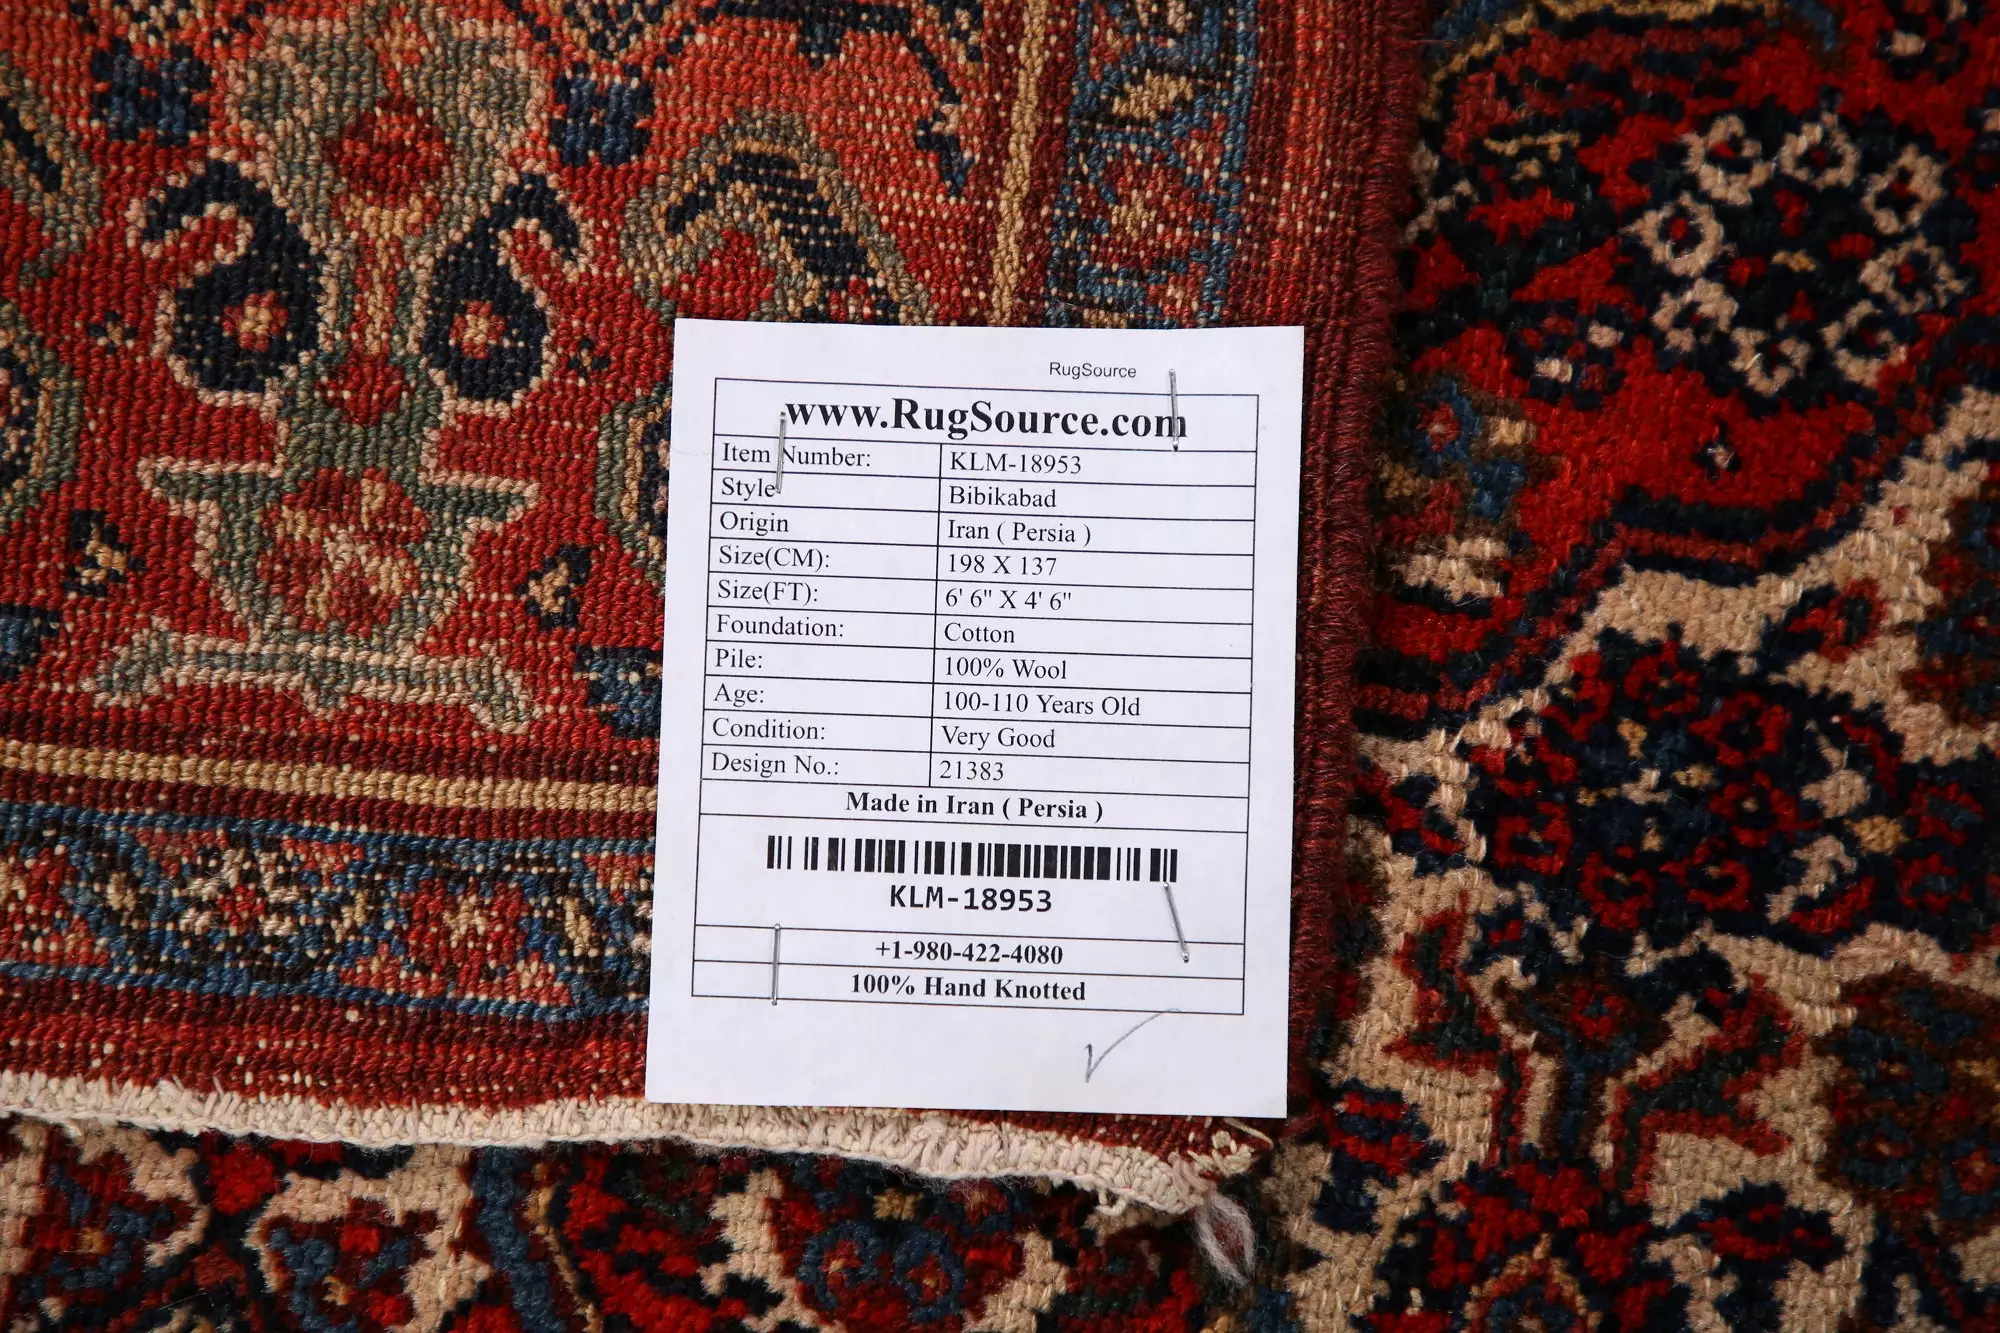 RugSource
www.RugSource.com
Item Number: KLM-18953
Style Bibikabad
Origin Iran ( Persia )
Size(CM): 198 X 137
Size(FT): 6' 6" X 4' 6"
Foundation: Cotton
Pile: 100% Wool
Age: 100-110 Years Old
Condition: Very Good
Design No.: 21383
Made in Iran ( Persia )
KLM-18953
+1-980-422-4080
100% Hand Knotted